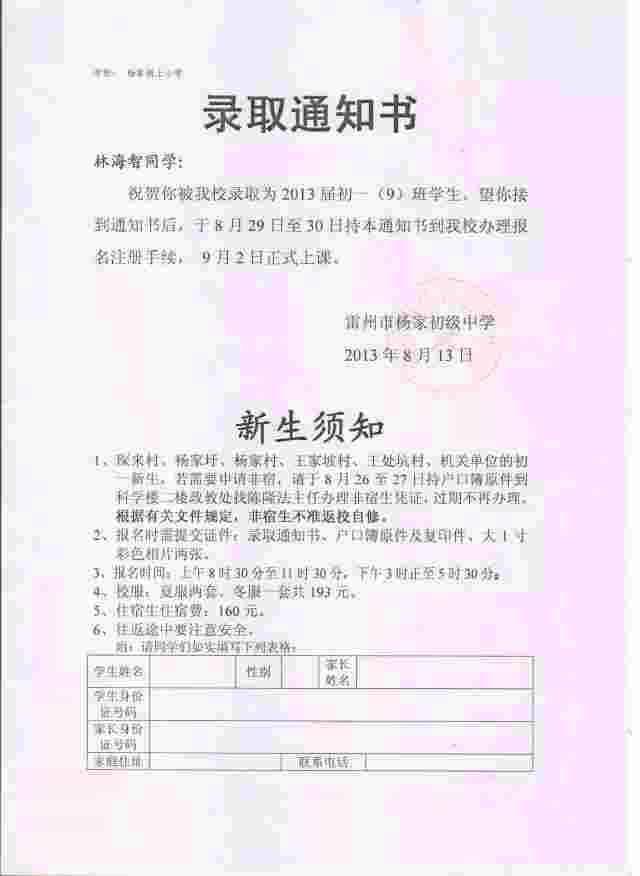 录取通知书
林海智同学:
祝贺你被我校录取为 2013 届初一（9）班学生。望你接
到通知书后，于 8 月 29 日至 30 日持本通知书到我校办理报
名注册手续， 9 月 2 日正式上课。
雷州市杨家初级中学
2013 年 8 月 13 日
新生须知
1、探来村、杨家圩、杨家村、王家坡村、王处坑村、机关单位的初
一新生，若需要申请非宿，请于 8 月 26 至 27 日持户口簿原件到
科学楼二楼政教处找陈隆法主任办理非宿生凭证，过期不再办理。
根据有关文件规定，非宿生不准返校自修。
2、报名时需提交证件：录取通知书、户口簿原件及复印件、大 1 寸
彩色相片两张。
3、报名时间：上午 8 时 30 分至 11 时 30 分，下午 3 时正至 5 时 30 分。
4、校服：夏服两套、冬服一套共 193 元。
5、住宿生住宿费：160 元。
6、往返途中要注意安全。
附：请同学们如实填写下列表格：
学生姓名 性别 家长
姓名
学生身份
证号码
家长身份
证号码
家庭住址 联系电话